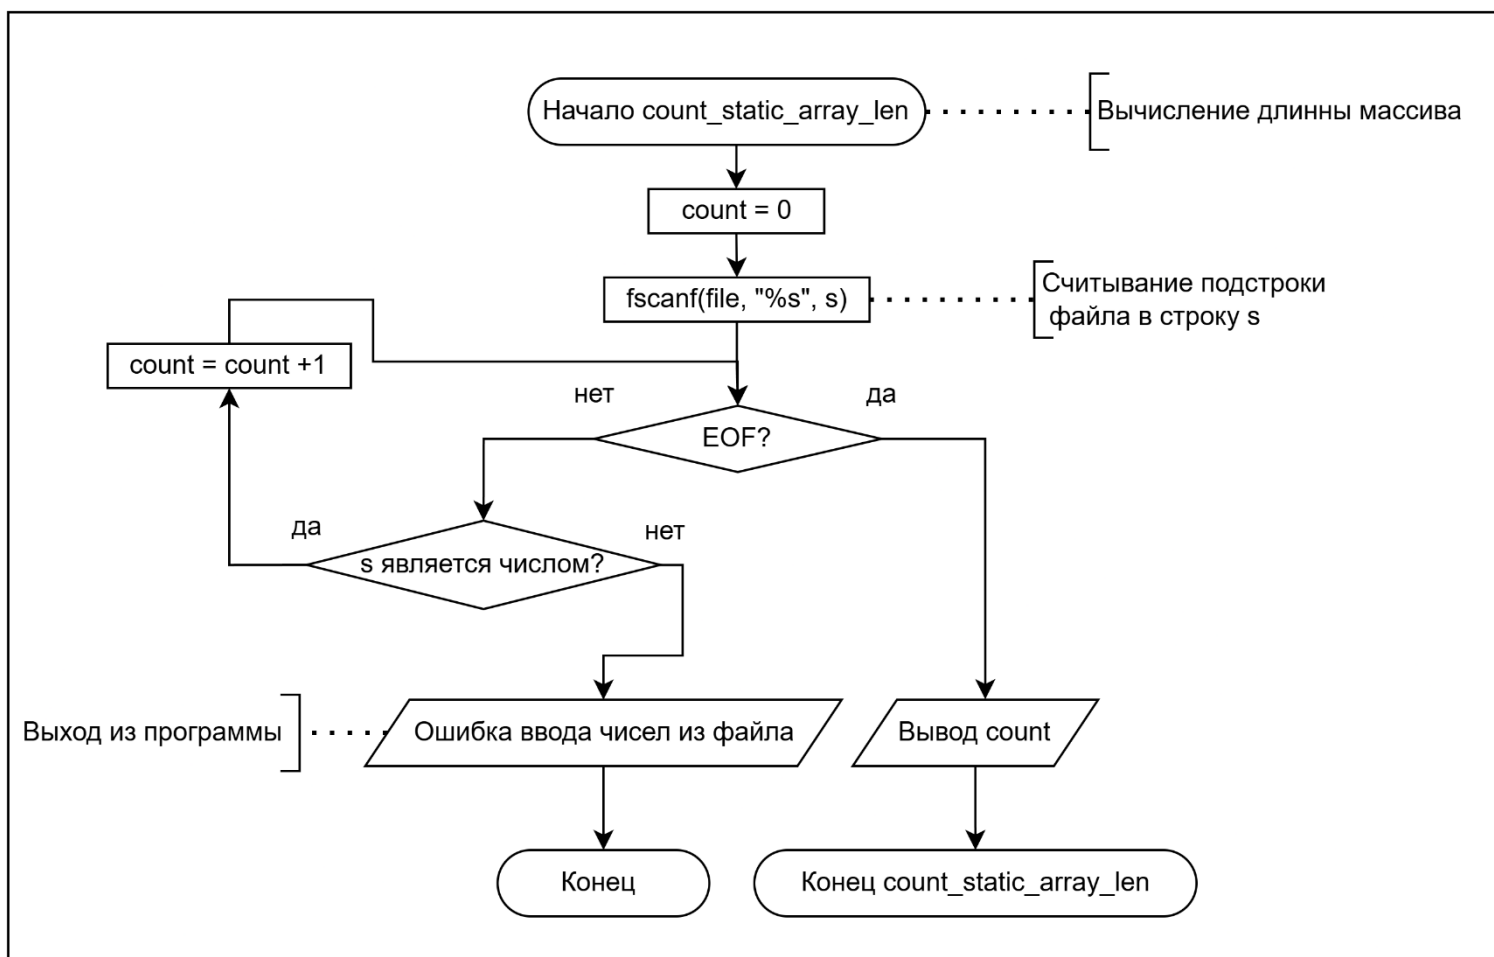 Начало count_static_array_len
Вычисление длинны массива
count = 0
fscanf(file, "%s", s)
Считывание подстроки
файла в строку s
count = count +1
нет
да
EOF?
да
нет
s является числом?
Выход из программы
Ошибка ввода чисел из файла
Вывод count
Конец
Конец count_static_array_len